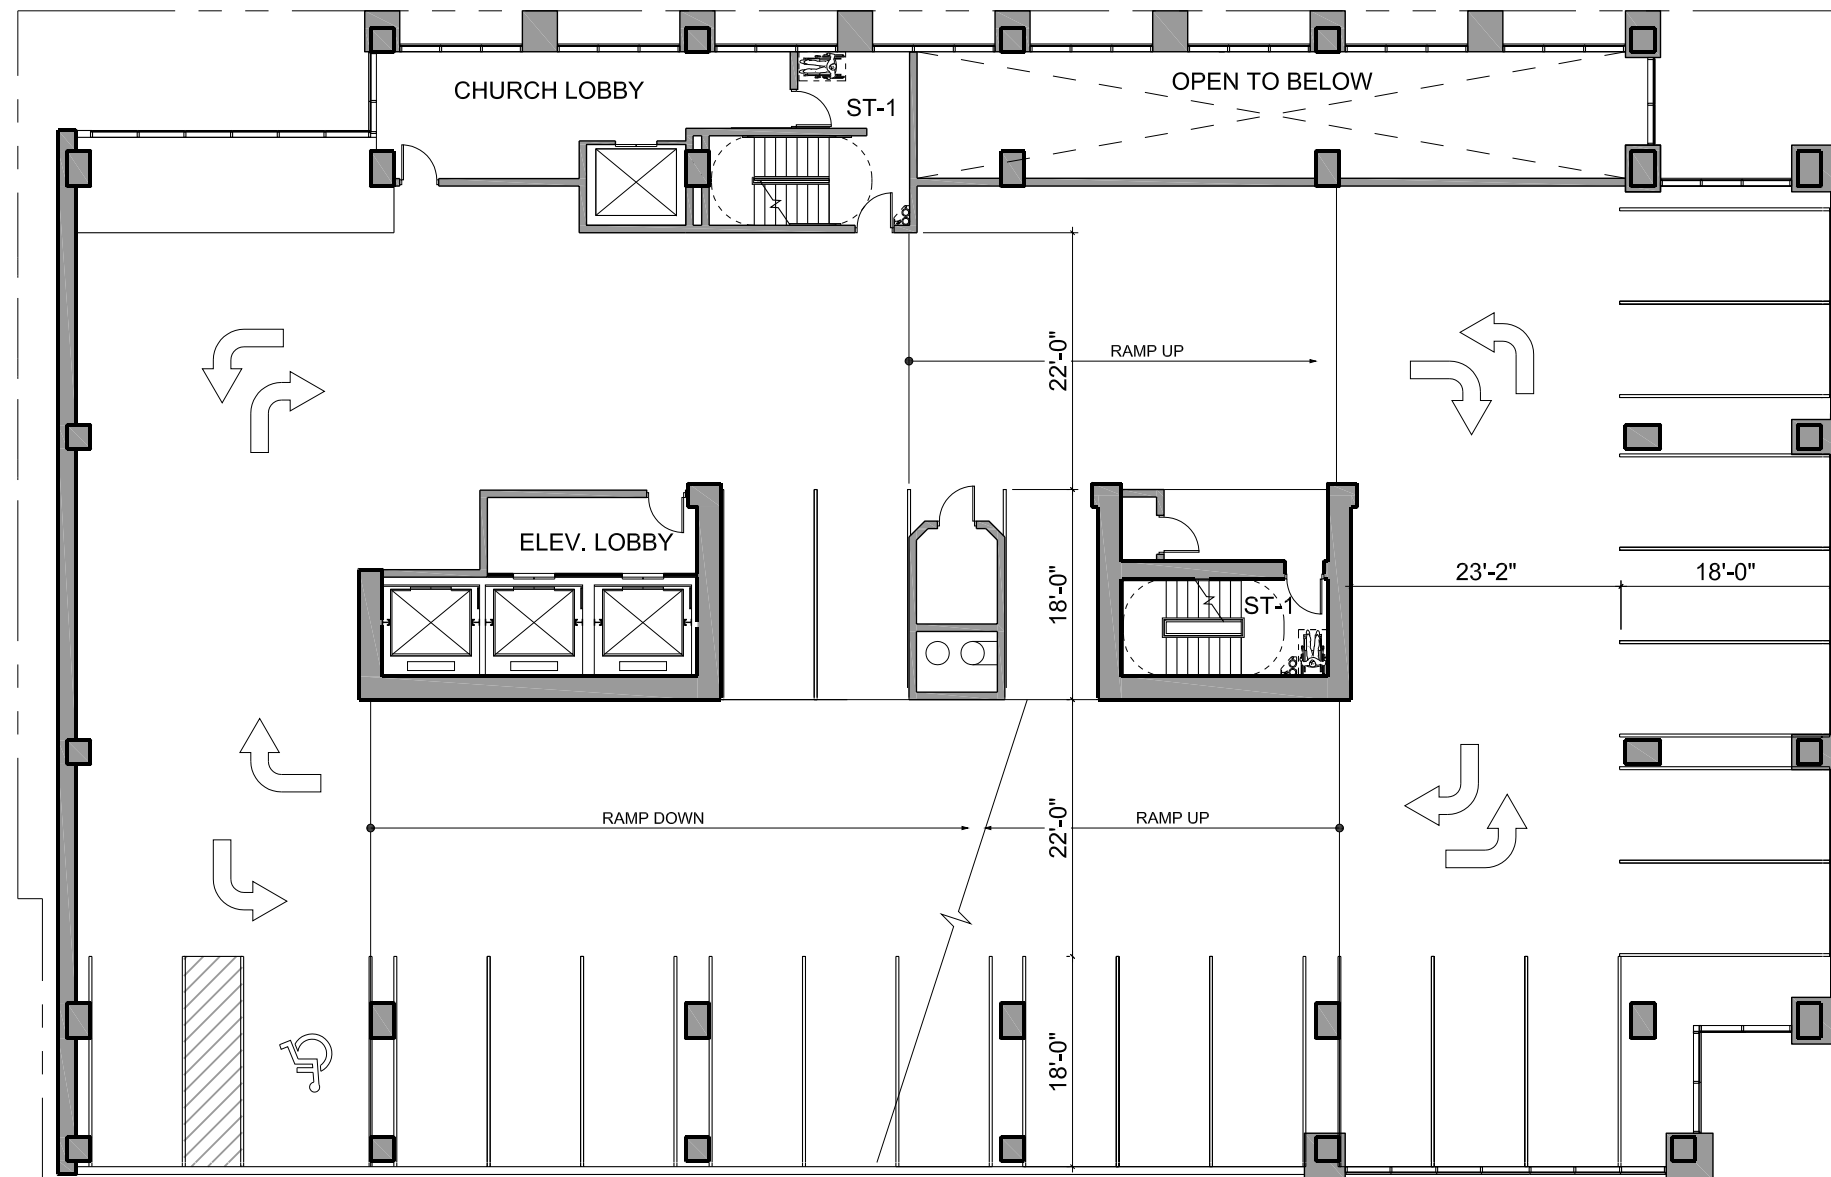 CHURCH LOBBY
OPEN TO BELOW
ST-1
22'-0"
RAMP UP
ELEV. LOBBY
18'-0"
ST-1
23'-2"
18'-0"
RAMP DOWN
22'-0"
RAMP UP
18'-0"